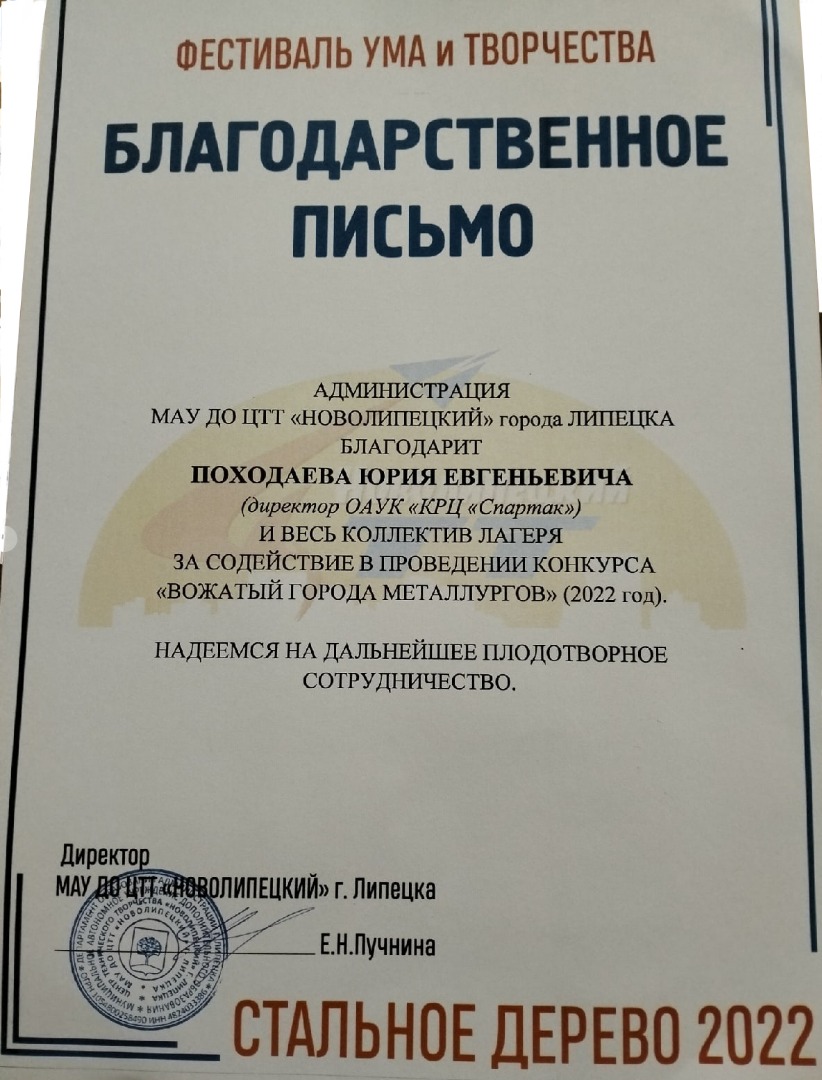 ФЕСТИВАЛЬ УМА и ТВОРЧЕСТВА
БЛАГОДАРСТВЕННОЕ
ПИСЬМО
АДМИНИСТРАЦИЯ
МАУ ДО ЦТТ «НОВОЛИПЕЦКИЙ» города ЛИПЕЦКА
БЛАГОДАРИТ
ПОХОДАЕВА ЮРИЯ ЕВГЕНЬЕВИЧА
(директор ОАУК «КРЦ «Спартак»)
И ВЕСЬ КОЛЛЕКТИВ ЛАГЕРЯ
ЗА СОДЕЙСТВИЕ В ПРОВЕДЕНИИ КОНКУРСА
«ВОЖАТЫЙ ГОРОДА МЕТАЛЛУРГОВ» (2022 год).
НАДЕЕМСЯ НА ДАЛЬНЕЙШЕЕ ПЛОДОТВОРНОЕ
СОТРУДНИЧЕСТВО.
Директор
МАУ ДО ЦТТ «НОВОЛИПЕЦКИЙ» г. Липецка
Е.Н.Пучнина
СТАЛЬНОЕ ДЕРЕВО 2022